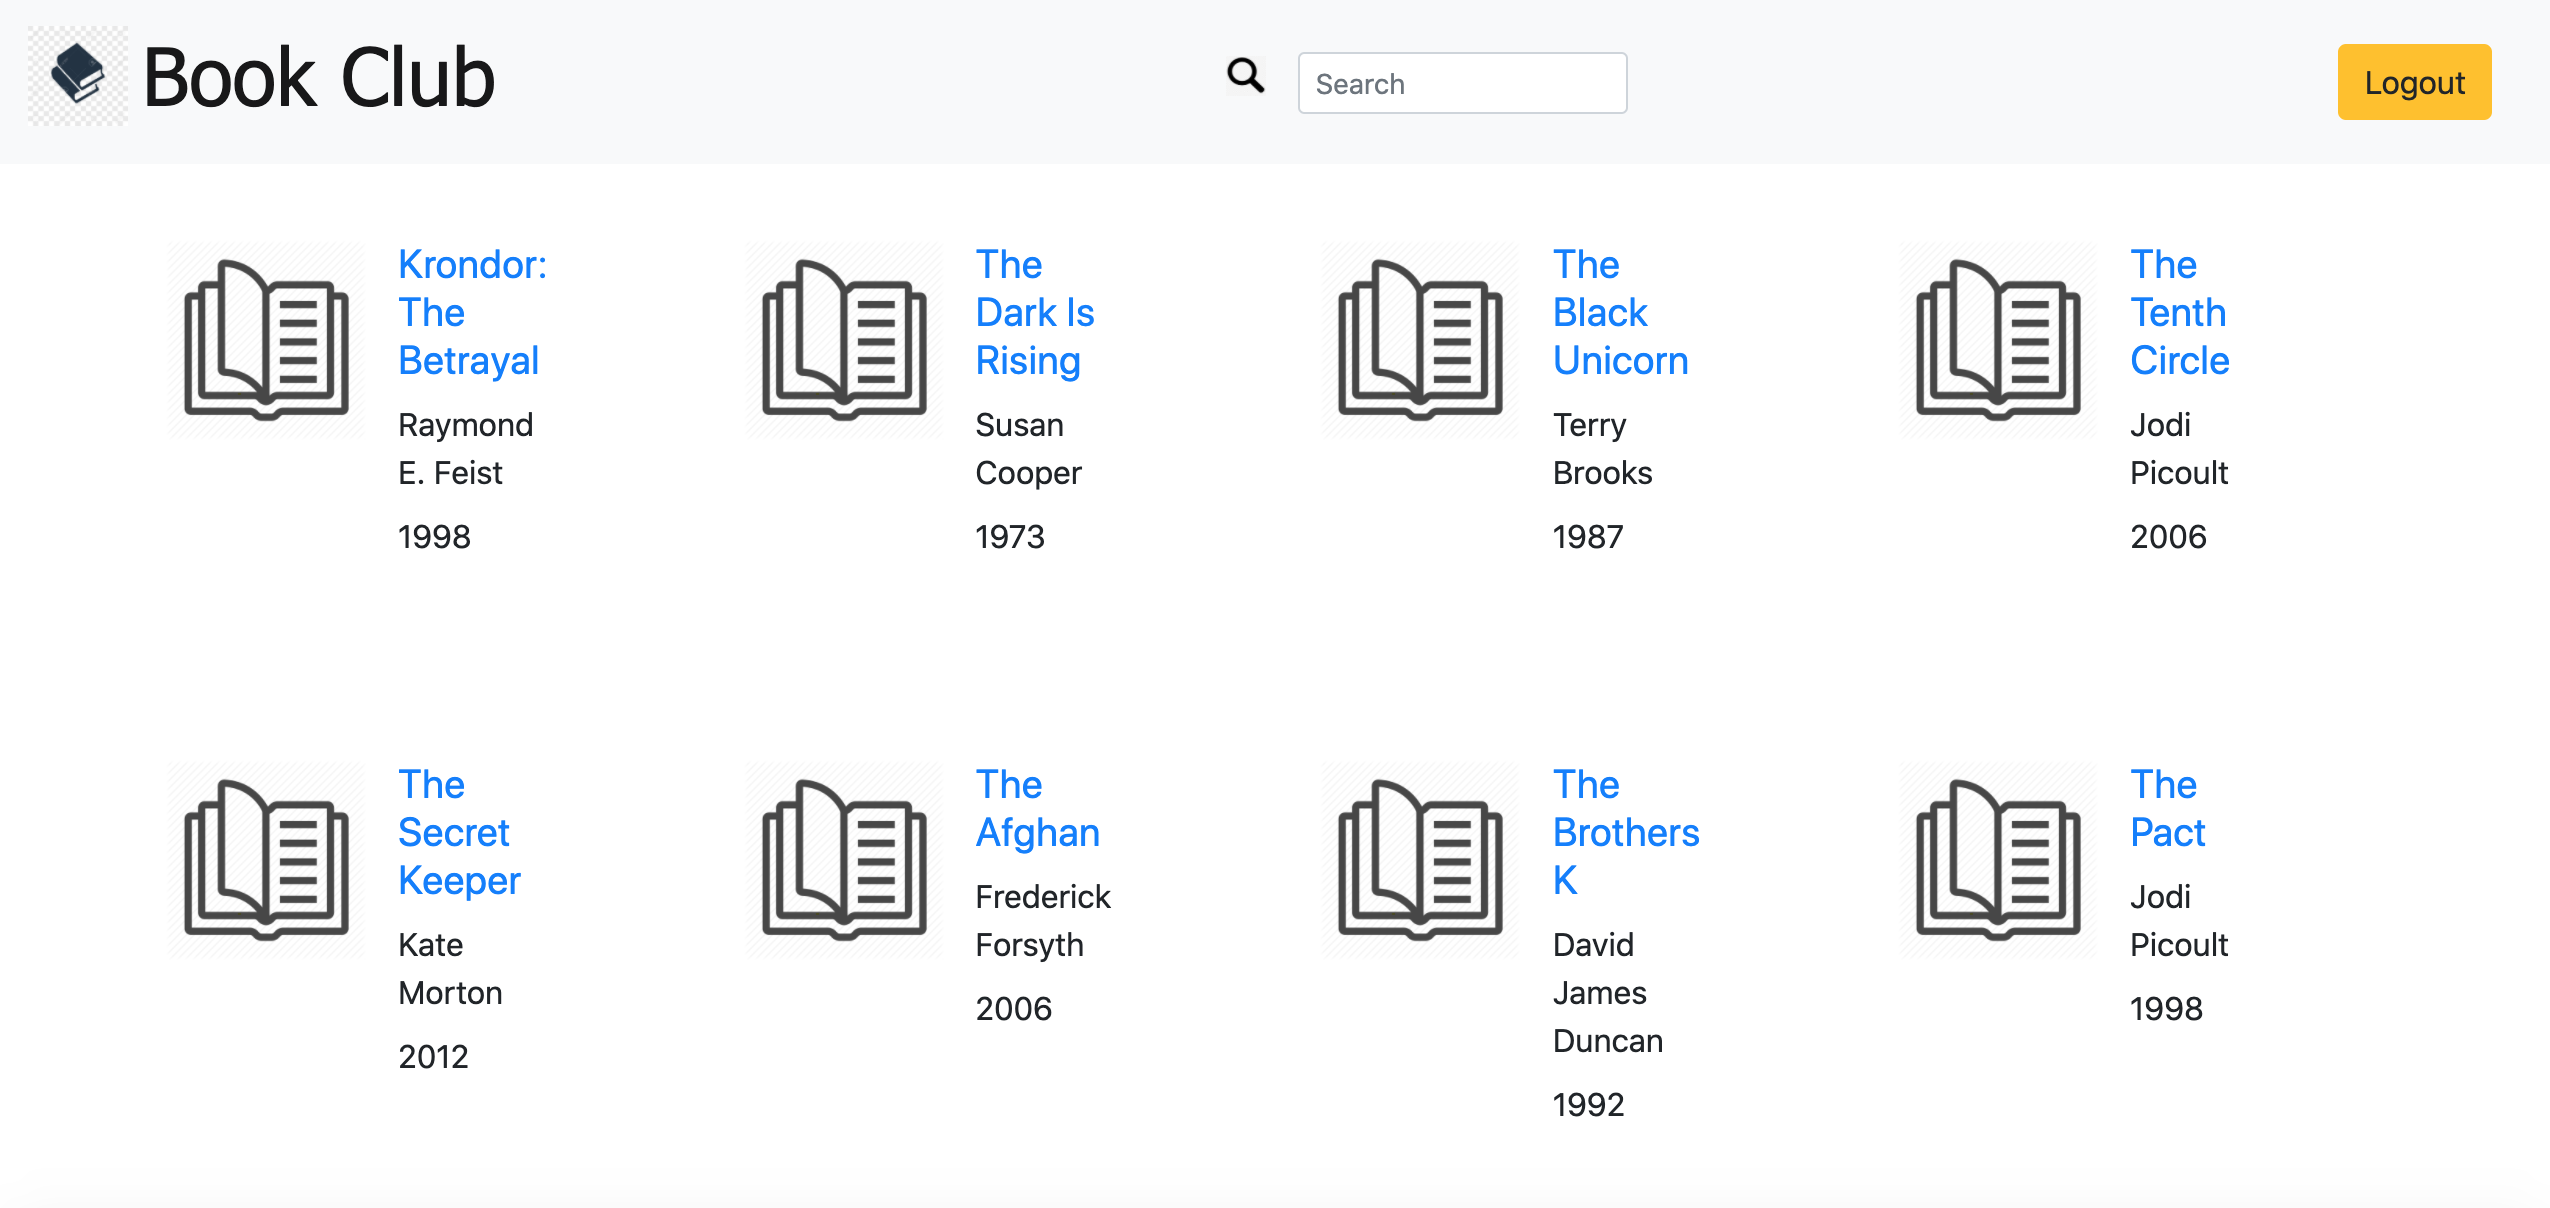 Book Club
Search
Logout
Krondor:
The
Betrayal
Raymond
E. Feist
1998
The
Dark Is
Rising
Susan
Cooper
1973
The
Black
Unicorn
Terry
Brooks
1987
The
Tenth
Circle
Jodi
Picoult
2006
The
Secret
Keeper
Kate
Morton
2012
The
Afghan
Frederick
Forsyth
2006
The
Brothers
K
David
James
Duncan
1992
The
Pact
Jodi
Picoult
1998